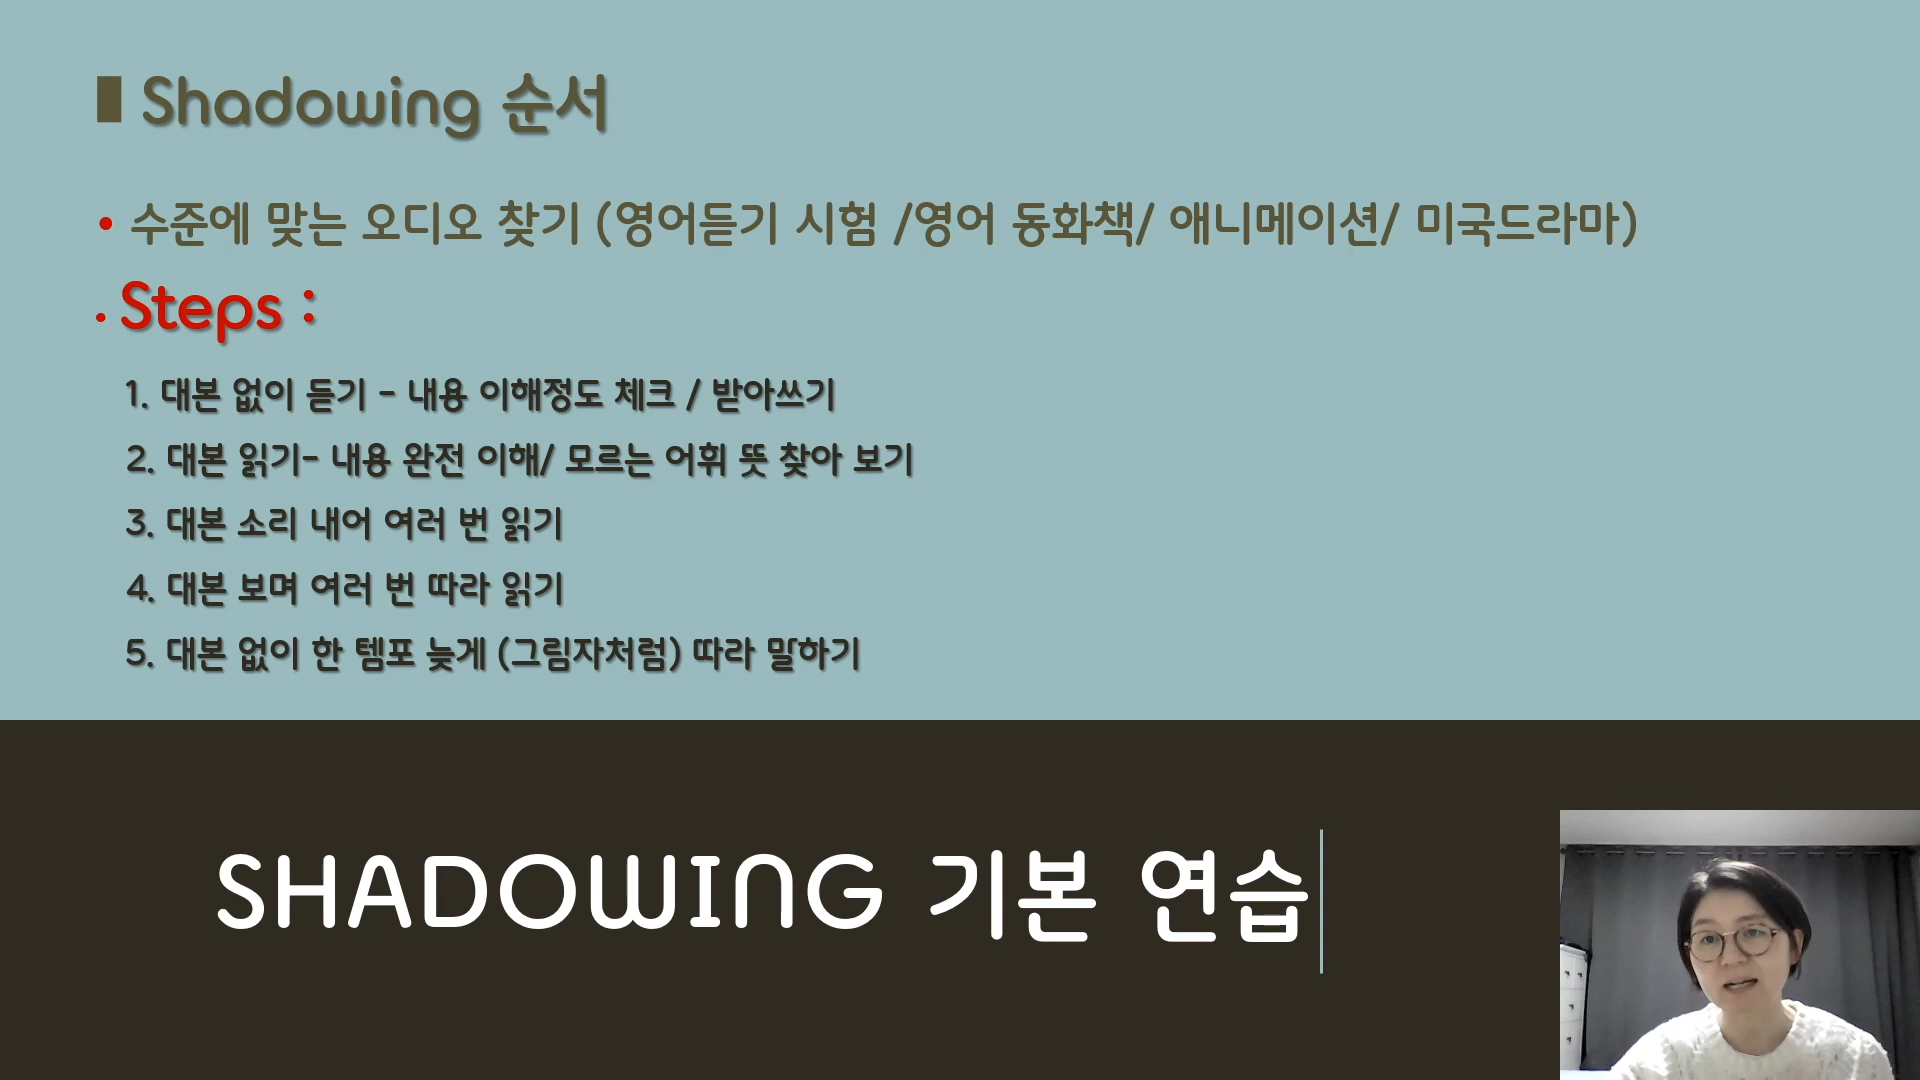 Shadowing 순서
• 수준에 맞는 오디오 찾기 (영어듣기 시험 /영어 동화책/ 애니메이션/ 미국드라마)
• Steps :
1. 대본 없이 듣기 - 내용 이해정도 체크 / 받아쓰기
2. 대본 읽기- 내용 완전 이해/ 모르는 어휘 뜻 찾아 보기
3. 대본 소리 내어 여러 번 읽기
4. 대본 보며 여러 번 따라 읽기
5. 대본 없이 한 템포 늦게 (그림자처럼) 따라 말하기
SHADOWING 기본 연습